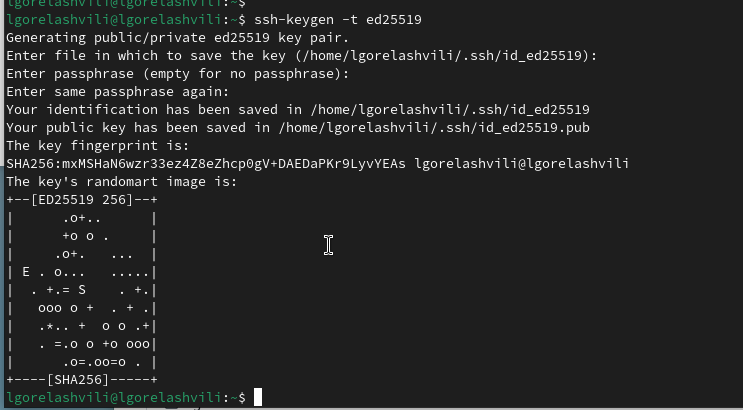 lgorelashvili@lgorelashvili:~$
lgorelashvili@lgorelashvili:~$ ssh-keygen -t ed25519
Generating public/private ed25519 key pair.
Enter file in which to save the key (/home/lgorelashvili/.ssh/id_ed25519):
Enter passphrase (empty for no passphrase):
Enter same passphrase again:
Your identification has been saved in /home/lgorelashvili/.ssh/id_ed25519
Your public key has been saved in /home/lgorelashvili/.ssh/id_ed25519.pub
The key fingerprint is:
SHA256:mxMSHaN6wzr33ez4Z8eZhcp0gV+DAEDaPKr9LyvYEAs lgorelashvili@lgorelashvili
The key's randomart image is:
+--[ED25519 256]--+
|      .o+..      |
|      +o o .     |
|     .o+.   ...  |
| E . o...   .....|
|  . +.= S    . +.|
|   ooo o +  . + .|
|   .*.. +  o o .+|
|   . =.o o +o ooo|
|      .o=.oo=o . |
+----[SHA256]-----+
lgorelashvili@lgorelashvili:~$